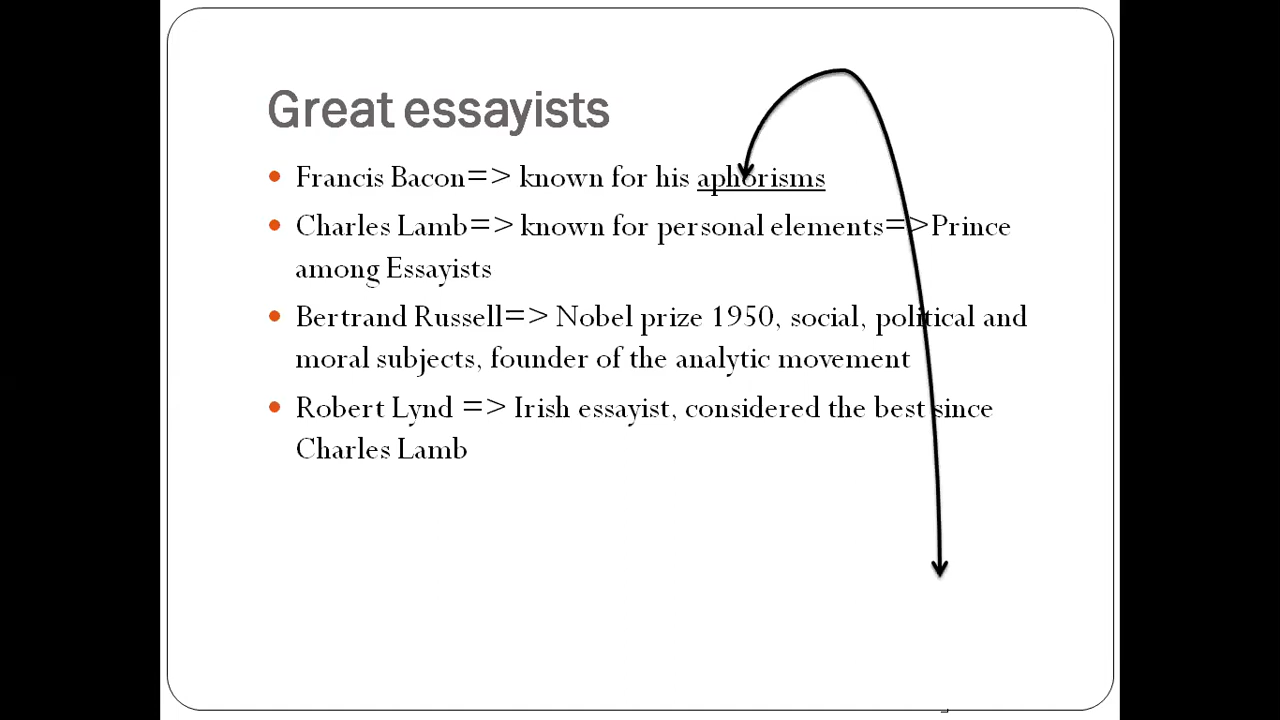 Great essayists
• Francis Bacon=> known for his aphorisms
• Charles Lamb=> known for personal elements=>Prince
among Essayists
• Bertrand Russell=> Nobel prize 1950, social, political and
moral subjects, founder of the analytic movement
• Robert Lynd => Irish essayist, considered the best since
Charles Lamb